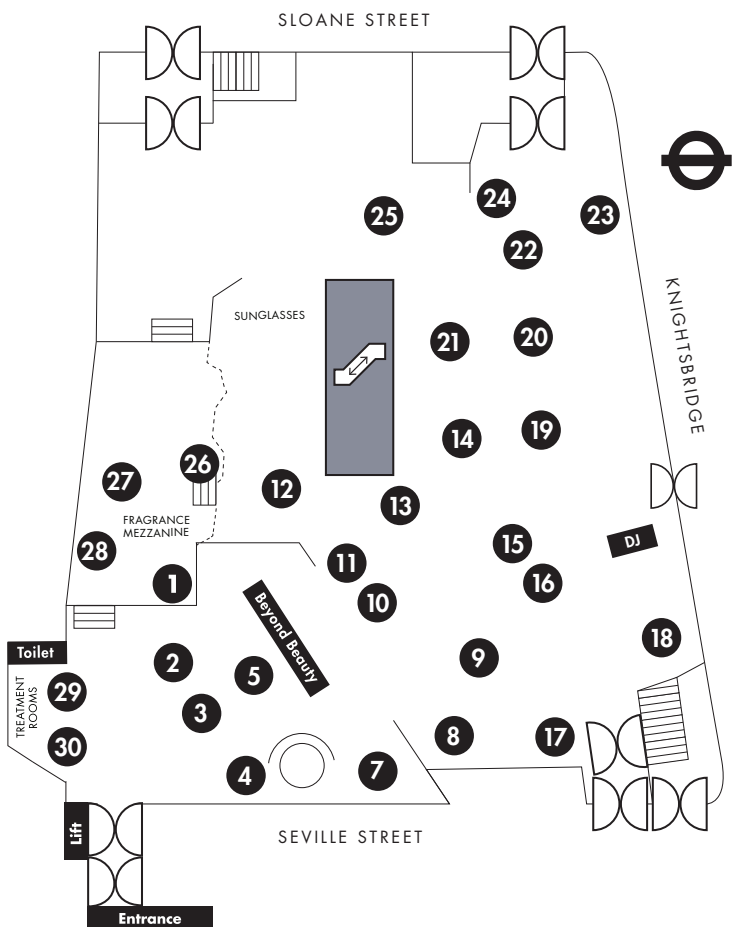 SLOANE STREET
24
25
23
22
KNIGHTSBRIDGE
SUNGLASSES
21
20
14
19
26
27
12
13
FRAGRANCE
MEZZANINE
DJ
15
28
11
16
1
10
Beyond Beauty
18
Toilet
2
9
5
TREATMENT
ROOMS
29
3
8
17
30
4
7
Lift
SEVILLE STREET
Entrance